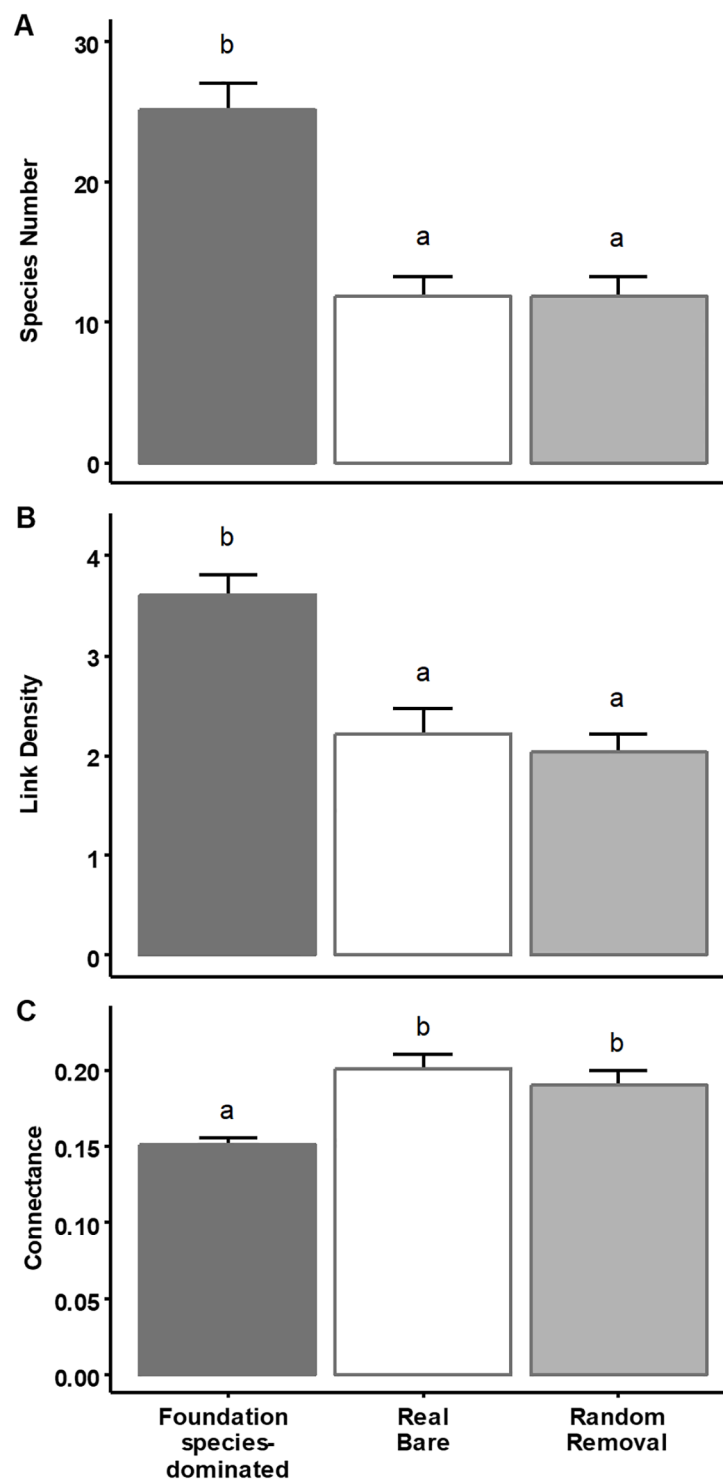 A
Species Number
30
20
10
0
b
a
a
B
Link Density
4
3
2
1
0
b
a
a
C
Connectance
0.20
0.15
0.10
0.05
0.00
a
b
b
Foundation
species-
dominated
Real
Bare
Random
Removal